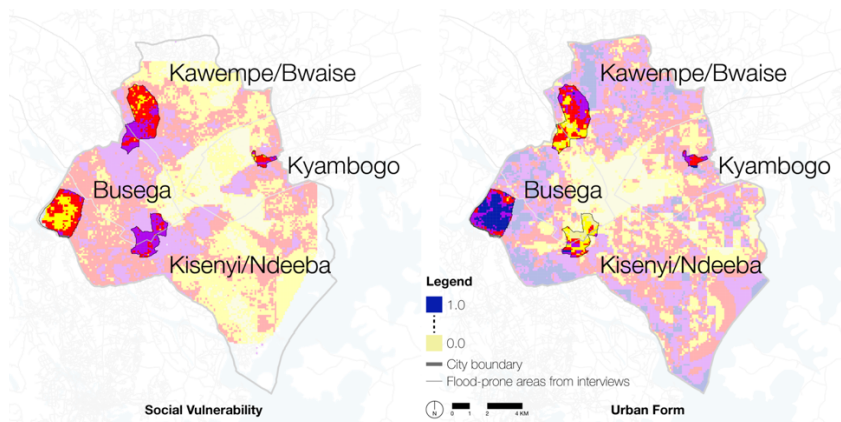 Kawempe/Bwaise
Kyambogo
Busega
Kisenyi/Ndeeba
Social Vulnerability
Kawempe/Bwaise
Kyambogo
Busega
Kisenyi/Ndeeba
Legend
1.0
0.0
City boundary
Flood-prone areas from interviews
N
0 1 2 4 KM
Urban Form